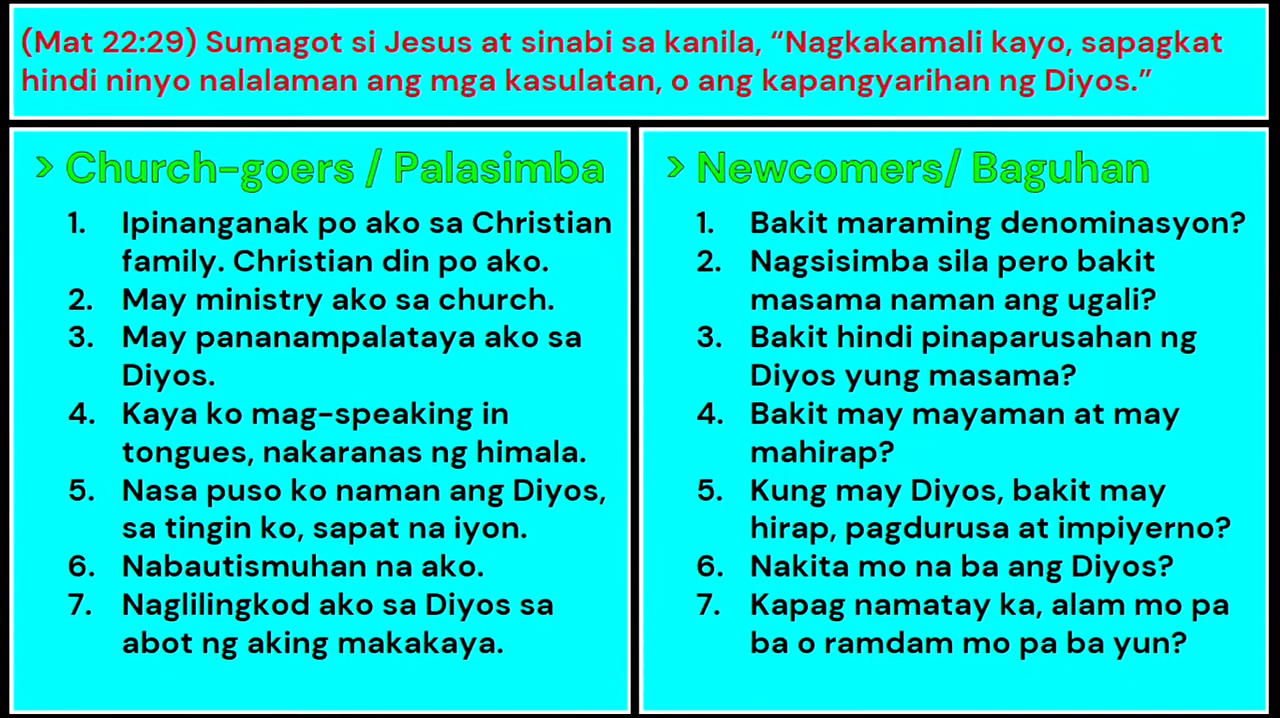 (Mat 22:29) Sumagot si Jesus at sinabi sa kanila, “Nagkakamali kayo, sapagkat
hindi ninyo nalalaman ang mga kasulatan, o ang kapangyarihan ng Diyos.”
> Church-goers / Palasimba
1. Ipinanganak po ako sa Christian
family. Christian din po ako.
2. May ministry ako sa church.
3. May pananampalataya ako sa
Diyos.
4. Kaya ko mag-speaking in
tongues, nakaranas ng himala.
5. Nasa puso ko naman ang Diyos,
sa tingin ko, sapat na iyon.
6. Nabautismuhan na ako.
7. Naglilingkod ako sa Diyos sa
abot ng aking makakaya.
> Newcomers/ Baguhan
1. Bakit maraming denominasyon?
2. Nagsisimba sila pero bakit
masama naman ang ugali?
3. Bakit hindi pinaparusahan ng
Diyos yung masama?
4. Bakit may mayaman at may
mahirap?
5. Kung may Diyos, bakit may
hirap, pagdurusa at impiyerno?
6. Nakita mo na ba ang Diyos?
7. Kapag namatay ka, alam mo pa
ba o ramdam mo pa ba yun?